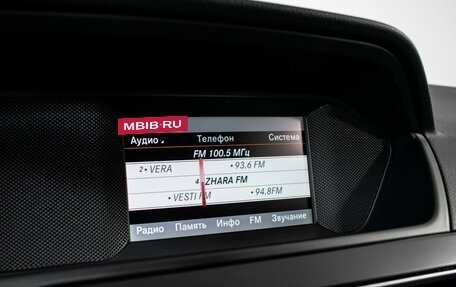 MBIB·RU
Аудио Телефон Система
FM 100.5 МГц
2 • VERA • 93.6 FM
4 ZHARA FM
• VESTI FM • 94.8FM
Радио Память Инфо FM Звучание